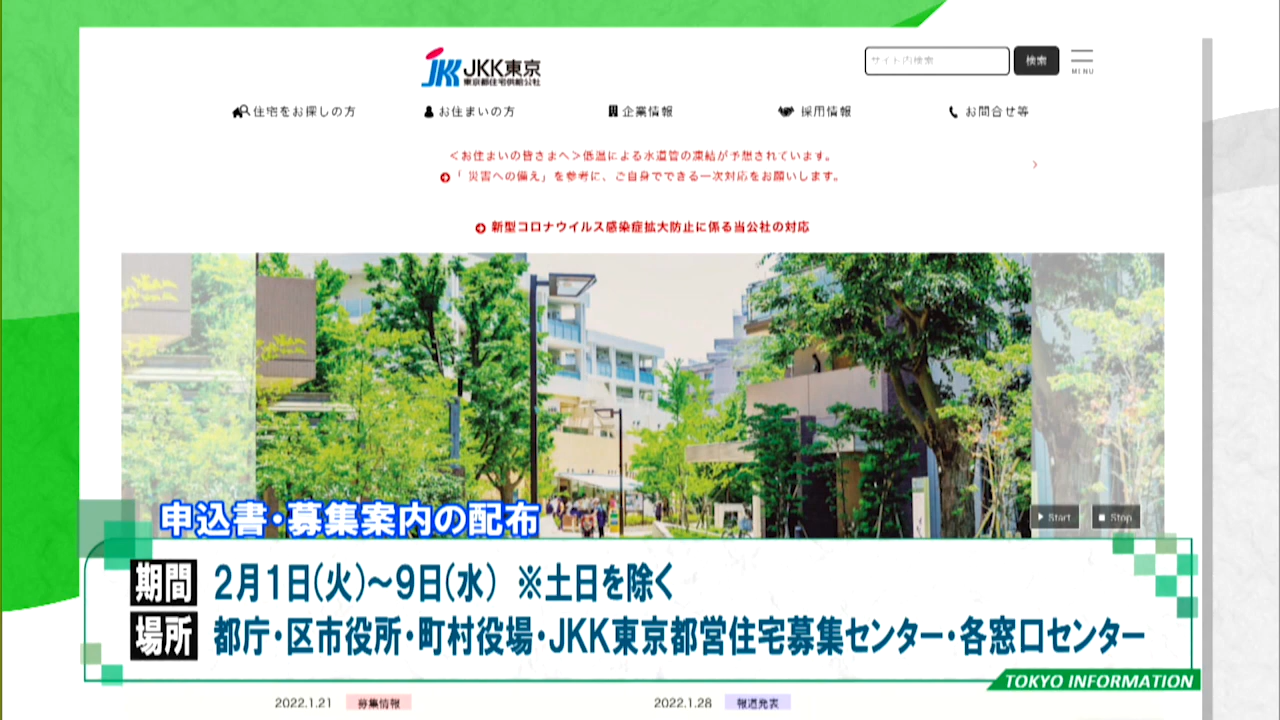 JKK JKK東京
東京都住宅供給公社
サイト内検索
検索
MENU
住宅をお探しの方
お住まいの方
企業情報
採用情報
お問合せ等
＜お住まいの皆さまへ＞低温による水道管の凍結が予想されています。
「災害への備え」を参考に、ご自身でできる一次対応をお願いします。
新型コロナウイルス感染症拡大防止に係る当公社の対応
Start
Stop
申込書・募集案内の配布
期間 2月1日(火)～9日(水) ※土日を除く
場所 都庁・区市役所・町村役場・JKK東京都営住宅募集センター・各窓口センター
TOKYO INFORMATION
2022.1.21 募集情報
2022.1.28 報道発表